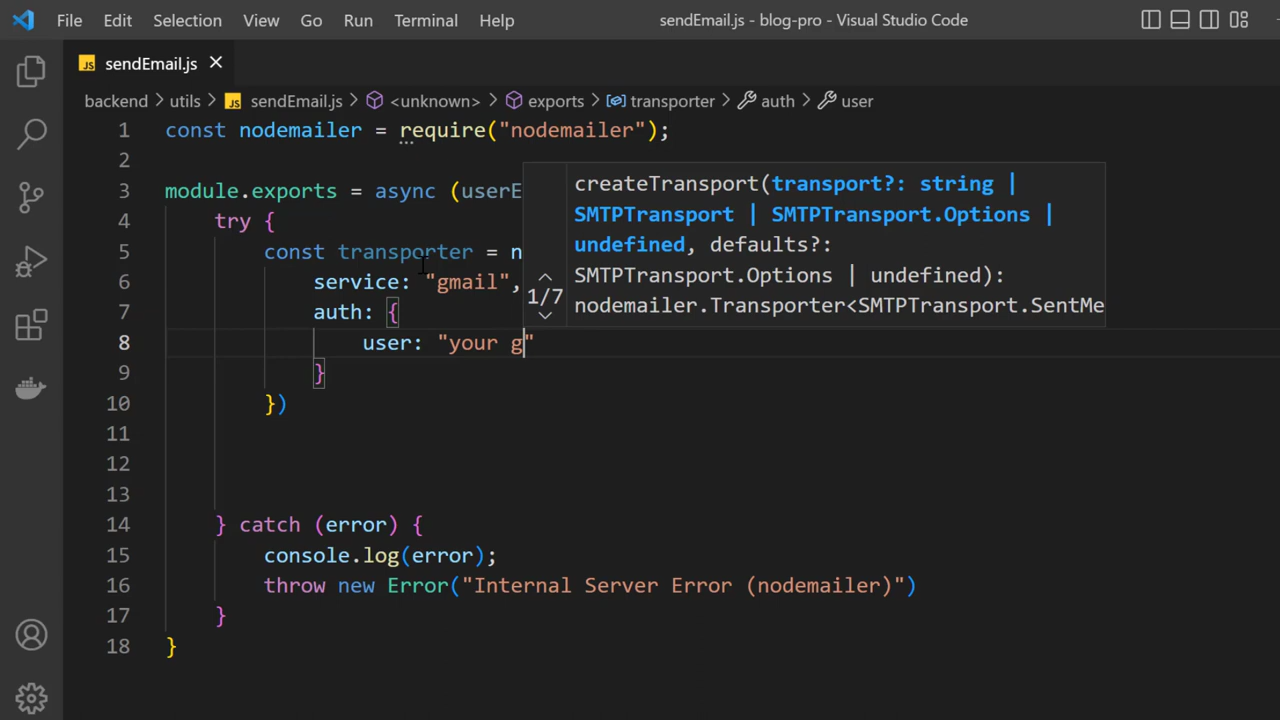 File Edit Selection View Go Run Terminal Help sendEmail.js - blog-pro - Visual Studio Code
JS sendEmail.js
backend > utils > JS sendEmail.js > <unknown> > exports > transporter > auth > user
1 const nodemailer = require("nodemailer");
2
3 module.exports = async (userE
createTransport(transport?: string |
4 try {
SMTPTransport | SMTPTransport.Options |
5 const transporter = n
undefined, defaults?:
6 service: "gmail",
SMTPTransport.Options | undefined):
1/7
7 auth: {
nodemailer.Transporter<SMTPTransport.SentMe
8 user: "your g"
9 }
10 })
11
12
13
14 } catch (error) {
15 console.log(error);
16 throw new Error("Internal Server Error (nodemailer)")
17 }
18 }